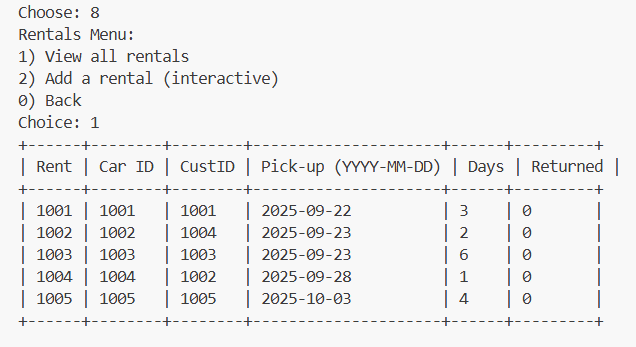 Choose: 8
Rentals Menu:
1) View all rentals
2) Add a rental (interactive)
0) Back
Choice: 1
+------+--------+--------+---------------------+------+---------+
| Rent | Car ID | CustID | Pick-up (YYYY-MM-DD) | Days | Returned |
+------+--------+--------+---------------------+------+---------+
| 1001 | 1001   | 1001   | 2025-09-22          | 3    | 0       |
| 1002 | 1002   | 1004   | 2025-09-23          | 2    | 0       |
| 1003 | 1003   | 1003   | 2025-09-23          | 6    | 0       |
| 1004 | 1004   | 1002   | 2025-09-28          | 1    | 0       |
| 1005 | 1005   | 1005   | 2025-10-03          | 4    | 0       |
+------+--------+--------+---------------------+------+---------+